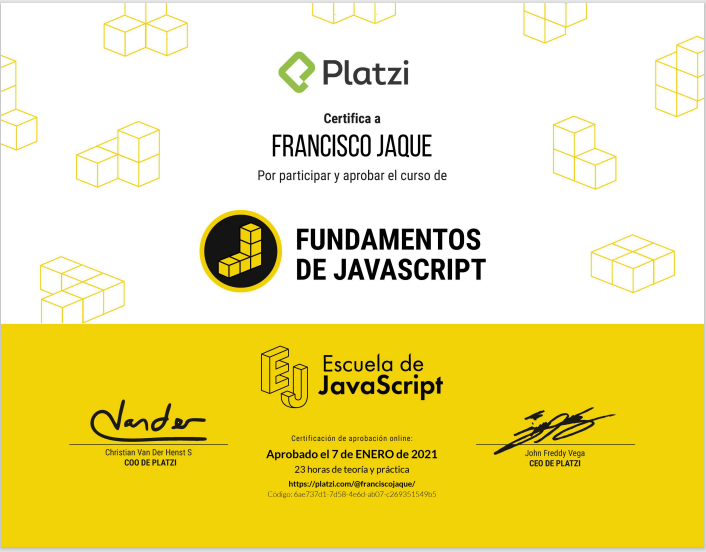 Platzi
Certifica a
FRANCISCO JAQUE
Por participar y aprobar el curso de
FUNDAMENTOS
DE JAVASCRIPT
EJ
Escuela de
JavaScript
Vander
Christian Van Der Henst S
COO DE PLATZI
Certificación de aprobación online:
Aprobado el 7 de ENERO de 2021
23 horas de teoría y práctica
https://platzi.com/@franciscojaque/
Código: 6ae737d1-7d58-4e6d-ab07-c269351549b5
John Freddy Vega
CEO DE PLATZI